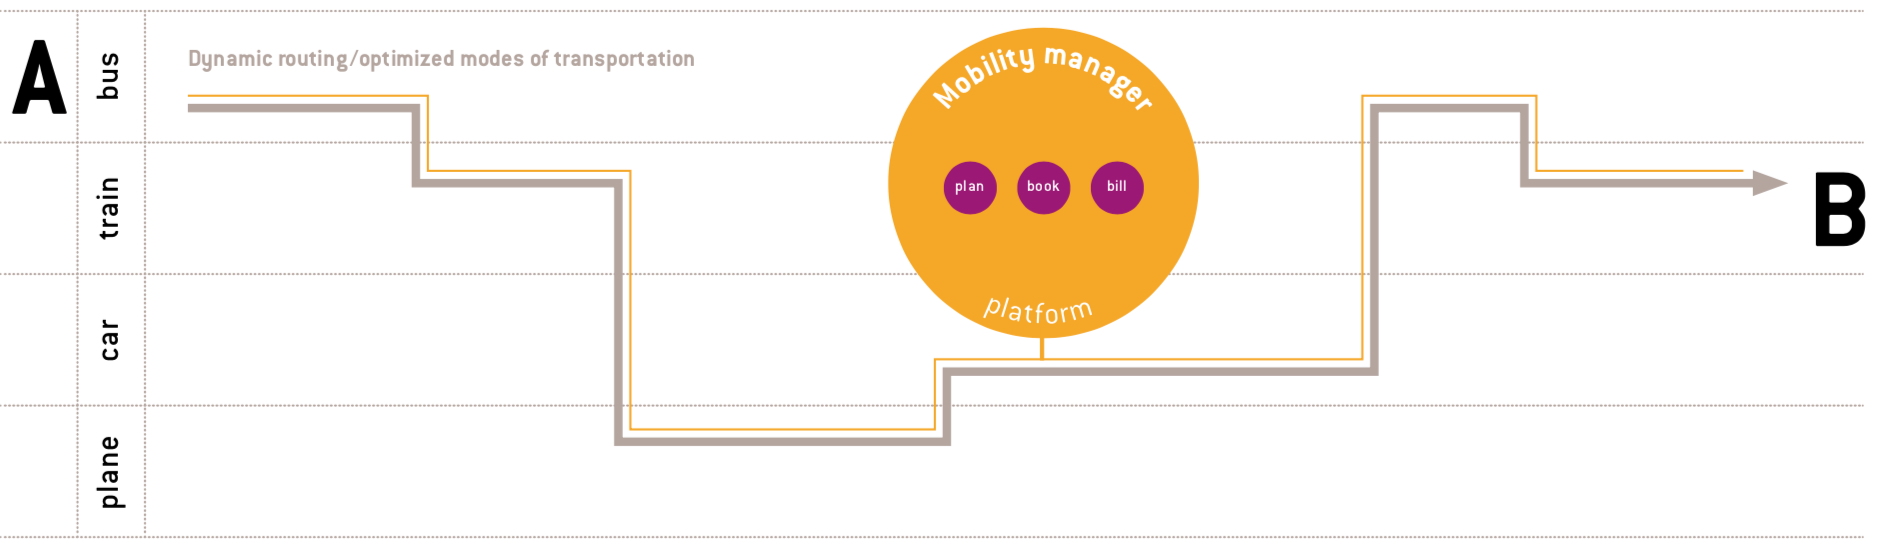 A
bus
Dynamic routing/optimized modes of transportation
Mobility manager
train
plan
book
bill
B
car
platform
plane